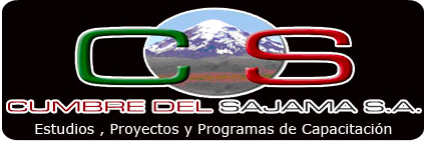 CS
CUMBRE DEL SAJAMA S.A.
Estudios , Proyectos y Programas de Capacitación